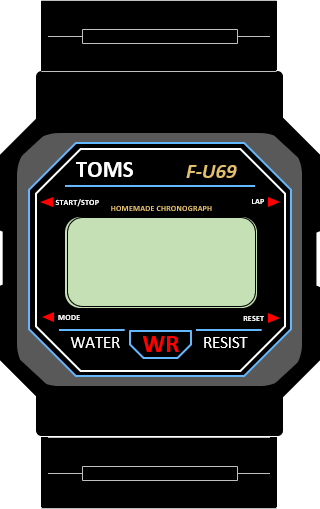 TOMS F-U69
START/STOP LAP
HOMEMADE CHRONOGRAPH
MODE RESET
WATER WR RESIST